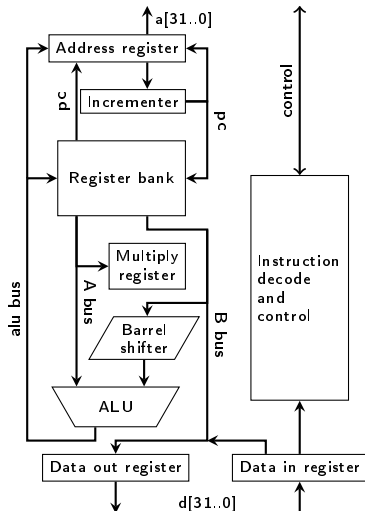 a[31..0]
Address register
control
pc
Incrementer
pc
Register bank
Multiply
register
Instruction
decode
and
control
alu bus
A bus
B bus
Barrel
shifter
ALU
Data out register
Data in register
d[31..0]